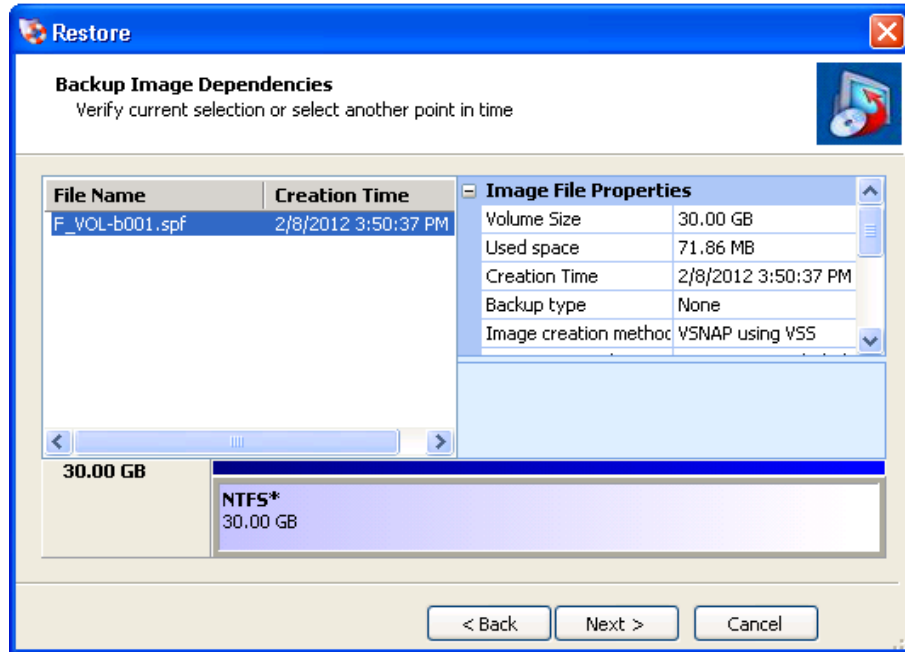 Restore
Backup Image Dependencies
Verify current selection or select another point in time
File Name Creation Time
F_VOL-b001.spf 2/8/2012 3:50:37 PM
Image File Properties
Volume Size 30.00 GB
Used space 71.86 MB
Creation Time 2/8/2012 3:50:37 PM
Backup type None
Image creation method VSNAP using VSS
30.00 GB
NTFS*
30.00 GB
< Back Next > Cancel